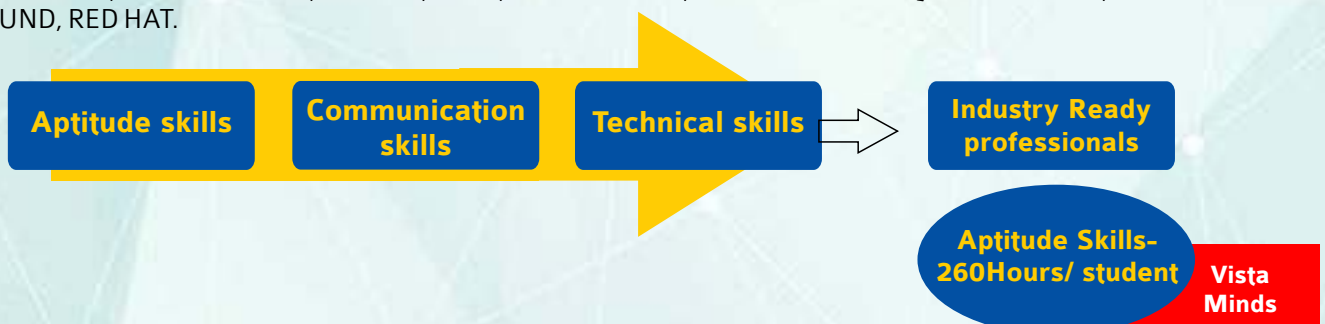 UND, RED HAT.
Aptitude skills
Communication
skills
Technical skills
Industry Ready
professionals
Aptitude Skills-
260Hours/ student
Vista
Minds